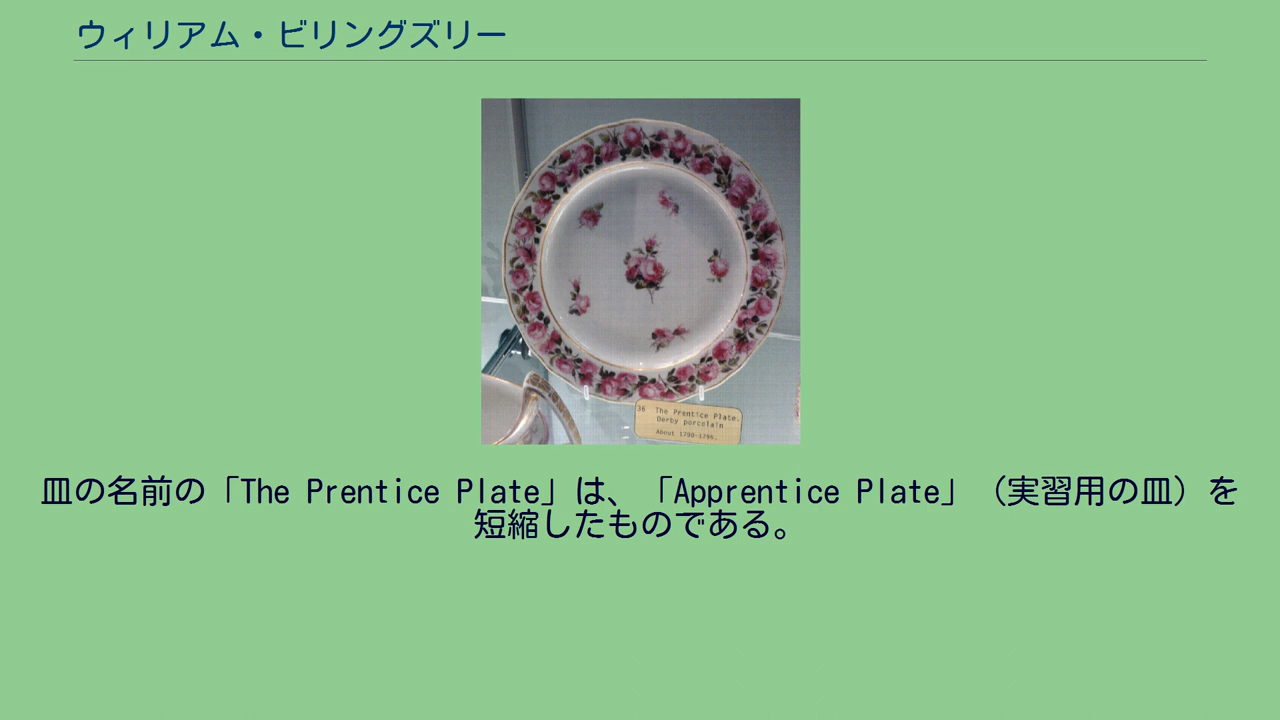 ウィリアム・ビリングズリー
36 The Prentice Plate.
Derby porcelain
About 1790-1795.
皿の名前の「The Prentice Plate」は、「Apprentice Plate」（実習用の皿）を
短縮したものである。